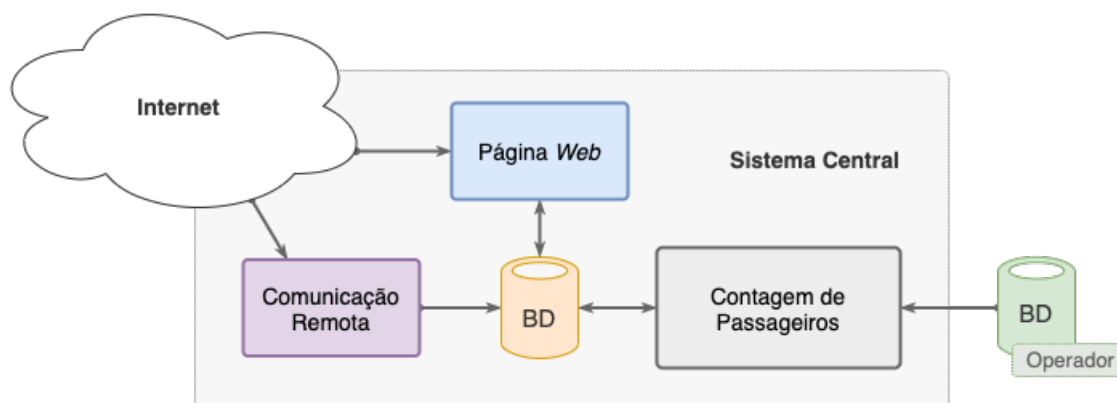 Internet
Página Web
Sistema Central
Comunicação
Remota
BD
Contagem de
Passageiros
BD
Operador